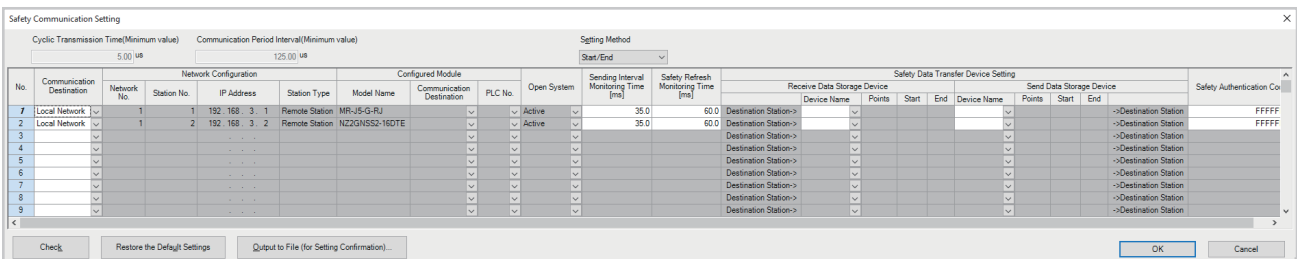 Safety Communication Setting
Cyclic Transmission Time(Minimum value) Communication Period Interval(Minimum value) Setting Method
5.00 us 125.00 us Start/End
No. Communication Destination Network Configuration Configured Module Open System Sending Interval Monitoring Time [ms] Safety Refresh Monitoring Time [ms] Safety Data Transfer Device Setting Safety Authentication Co
Network No. Station No. IP Address Station Type Model Name Communication Destination PLC No. Receive Data Storage Device Send Data Storage Device
Device Name Points Start End Device Name Points Start End
1 Local Network 1 1 192 . 168 . 3 . 1 Remote Station MR-J5-G-RJ Active 35.0 60.0 Destination Station-> ->Destination Station FFFFF
2 Local Network 1 2 192 . 168 . 3 . 2 Remote Station NZ2GNSS2-16DTE Active 35.0 60.0 Destination Station-> ->Destination Station FFFFF
3 . . . Destination Station-> ->Destination Station
4 . . . Destination Station-> ->Destination Station
5 . . . Destination Station-> ->Destination Station
6 . . . Destination Station-> ->Destination Station
7 . . . Destination Station-> ->Destination Station
8 . . . Destination Station-> ->Destination Station
9 . . . Destination Station-> ->Destination Station
Check Restore the Default Settings Output to File (for Setting Confirmation)... OK Cancel